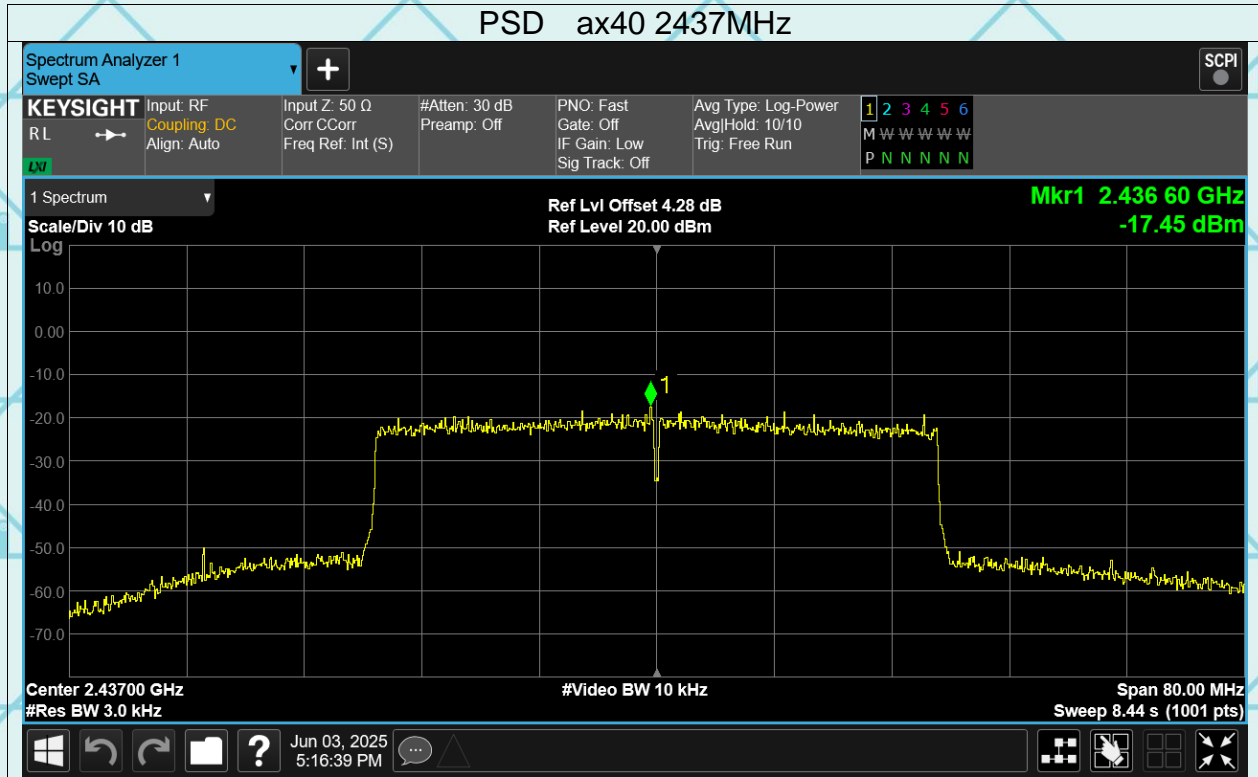 PSD ax40 2437MHz
Spectrum Analyzer 1
Swept SA
+
SCPI
KEYSIGHT
RL
LXI
Input: RF
Coupling: DC
Align: Auto
Input Z: 50 Ω
Corr CCorr
Freq Ref: Int (S)
#Atten: 30 dB
Preamp: Off
PNO: Fast
Gate: Off
IF Gain: Low
Sig Track: Off
Avg Type: Log-Power
Avg|Hold: 10/10
Trig: Free Run
1 2 3 4 5 6
M W W W W W
P N N N N N
1 Spectrum
Scale/Div 10 dB
Ref Lvl Offset 4.28 dB
Ref Level 20.00 dBm
Mkr1 2.436 60 GHz
-17.45 dBm
Log
10.0
0.00
-10.0
-20.0
-30.0
-40.0
-50.0
-60.0
-70.0
1
Center 2.43700 GHz
#Res BW 3.0 kHz
#Video BW 10 kHz
Span 80.00 MHz
Sweep 8.44 s (1001 pts)
?
Jun 03, 2025
5:16:39 PM